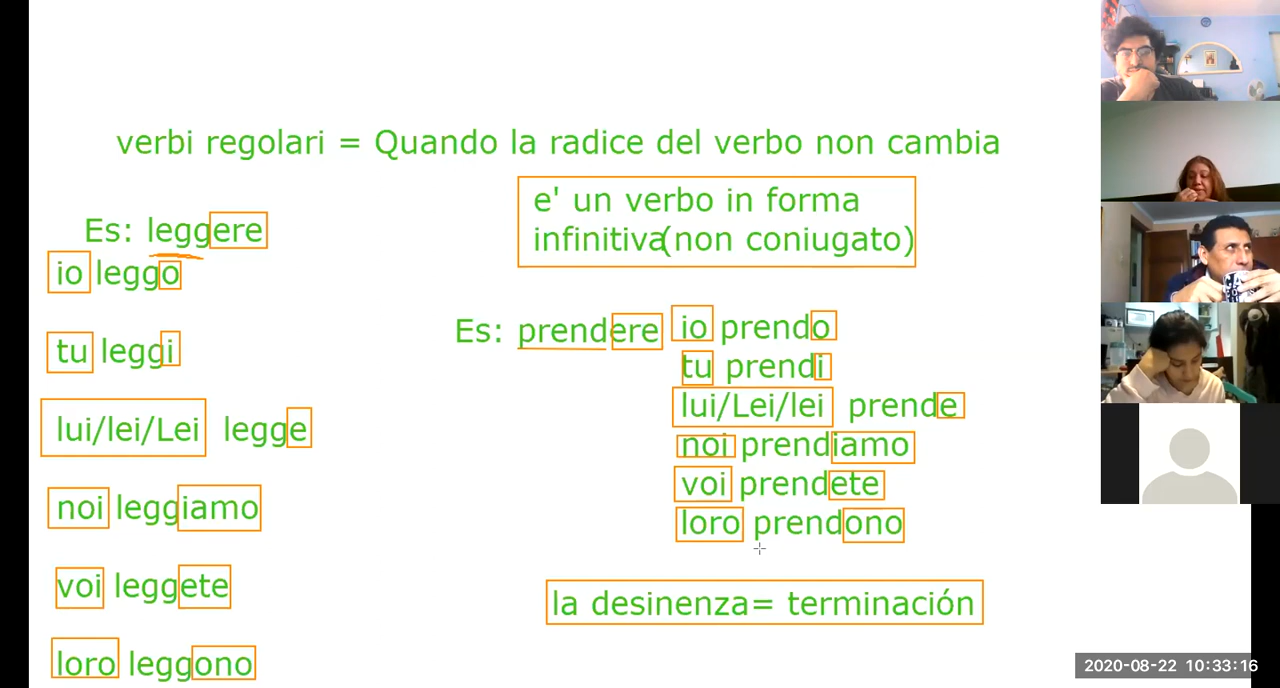 verbi regolari = Quando la radice del verbo non cambia
e' un verbo in forma
infinitiva(non coniugato)
Es: leggere
io leggo
tu leggi
lui/lei/Lei legge
noi leggiamo
voi leggete
loro leggono
Es: prendere
io prendo
tu prendi
lui/Lei/lei prende
noi prendiamo
voi prendete
loro prendono
la desinenza= terminación
2020-08-22 10:33:16